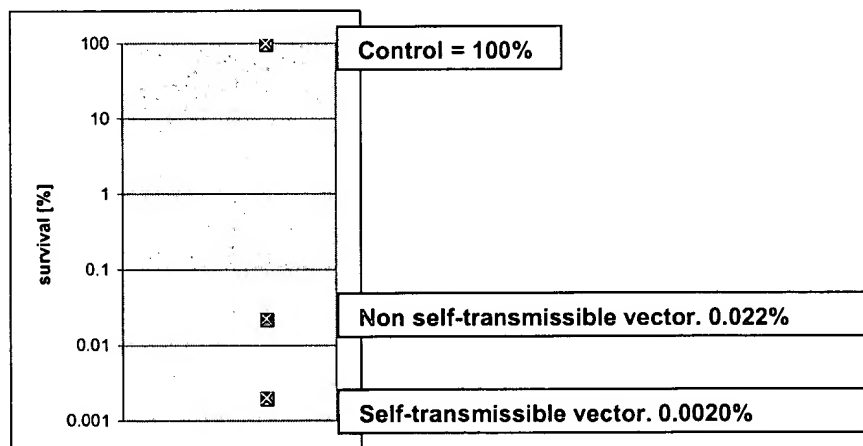 100
Control = 100%
10
1
survival [%]
0.1
Non self-transmissible vector. 0.022%
0.01
Self-transmissible vector. 0.0020%
0.001